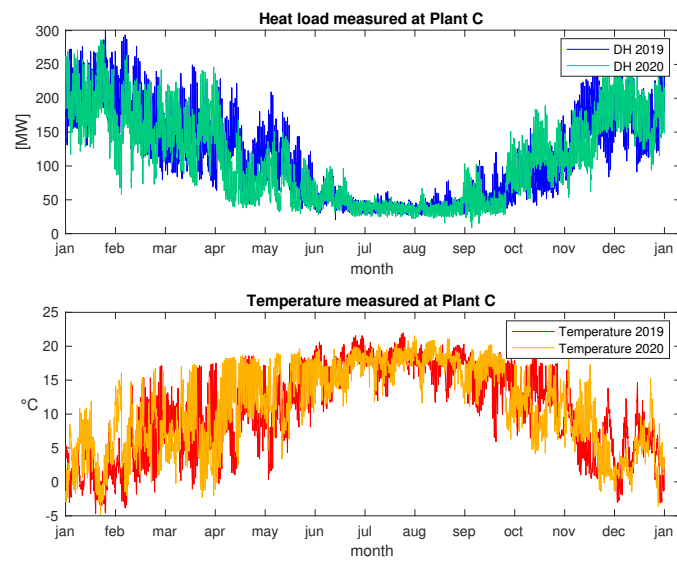 Heat load measured at Plant C
300
250
200
150
100
50
0
[MW]
DH 2019
DH 2020
jan feb mar apr may jun jul aug sep oct nov dec jan
month
Temperature measured at Plant C
25
20
15
10
5
0
-5
°C
Temperature 2019
Temperature 2020
jan feb mar apr may jun jul aug sep oct nov dec jan
month